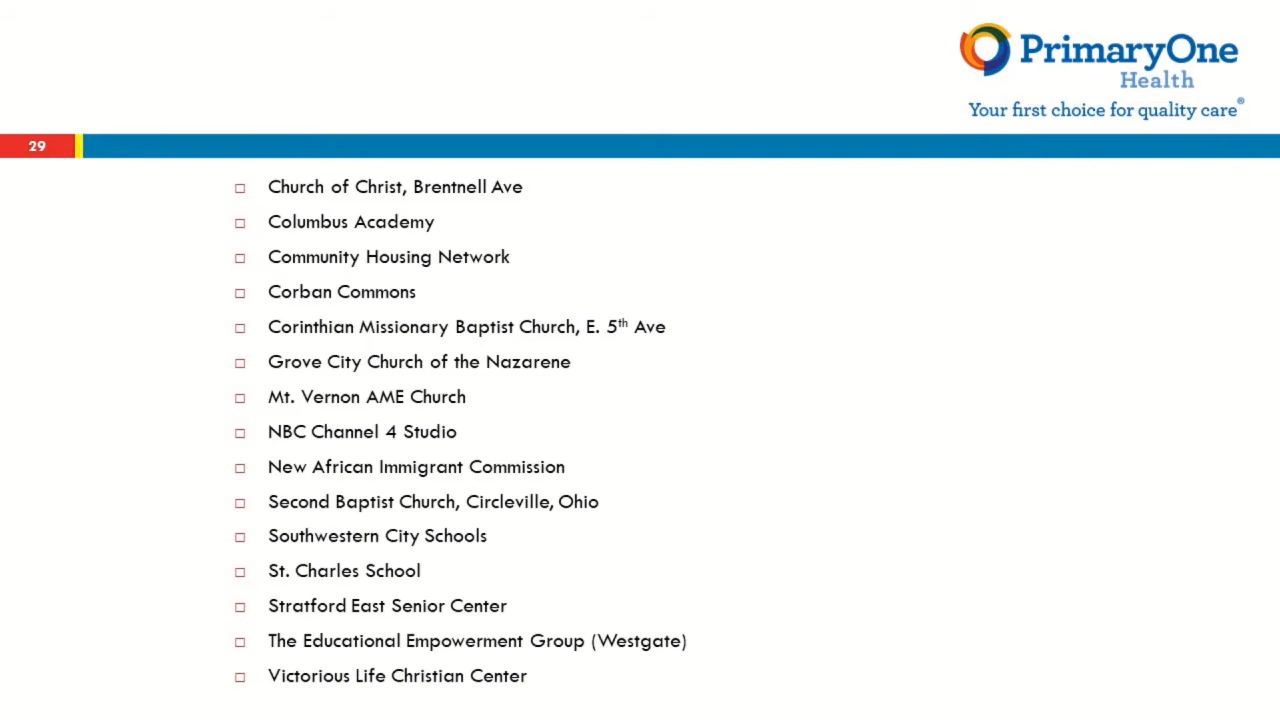 PrimaryOne
Health
Your first choice for quality care®
29
□ Church of Christ, Brentnell Ave
□ Columbus Academy
□ Community Housing Network
□ Corban Commons
□ Corinthian Missionary Baptist Church, E. 5th Ave
□ Grove City Church of the Nazarene
□ Mt. Vernon AME Church
□ NBC Channel 4 Studio
□ New African Immigrant Commission
□ Second Baptist Church, Circleville, Ohio
□ Southwestern City Schools
□ St. Charles School
□ Stratford East Senior Center
□ The Educational Empowerment Group (Westgate)
□ Victorious Life Christian Center